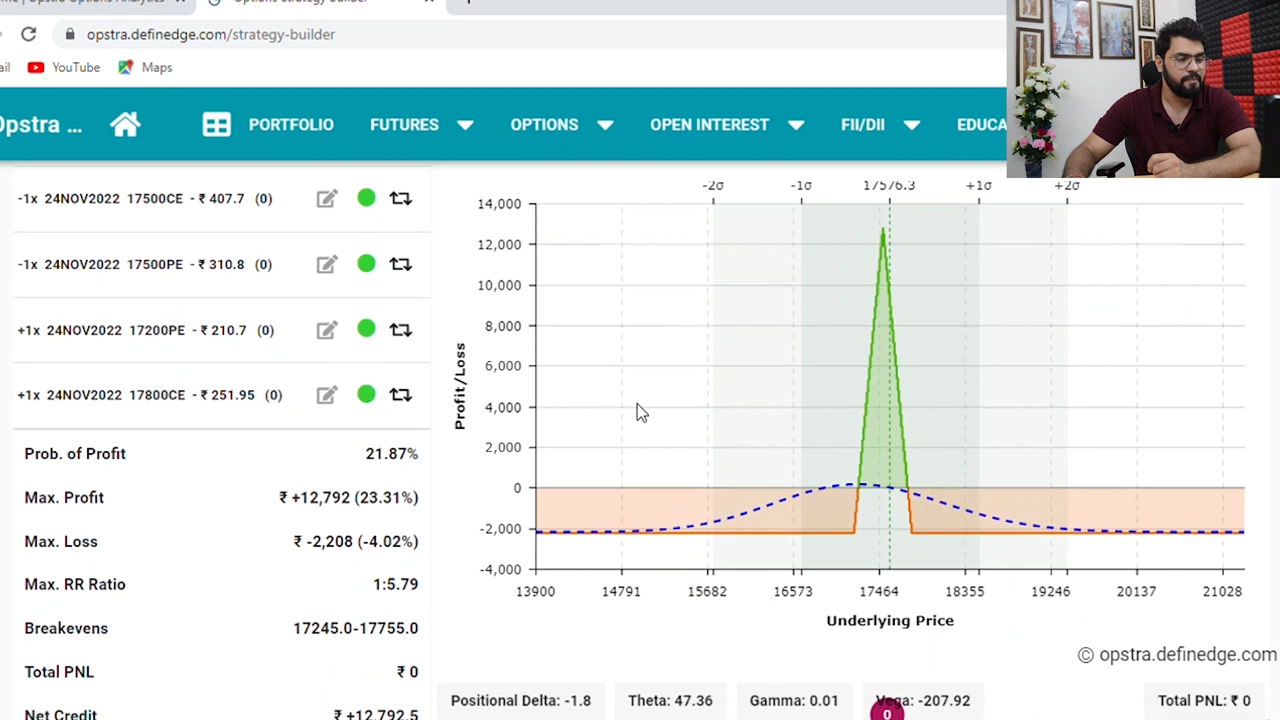 opstra.definedge.com/strategy-builder
YouTube Maps
Opstra ... PORTFOLIO FUTURES OPTIONS OPEN INTEREST FII/DII EDUCA
-1x 24NOV2022 17500CE - ₹ 407.7 (0)
-1x 24NOV2022 17500PE - ₹ 310.8 (0)
+1x 24NOV2022 17200PE - ₹ 210.7 (0)
+1x 24NOV2022 17800CE - ₹ 251.95 (0)
Prob. of Profit 21.87%
Max. Profit ₹ +12,792 (23.31%)
Max. Loss ₹ -2,208 (-4.02%)
Max. RR Ratio 1:5.79
Breakevens 17245.0-17755.0
Total PNL ₹ 0
Net Credit ₹ +12,792.5
-2σ -1σ 17576.3 +1σ +2σ
14,000
12,000
10,000
8,000
6,000
4,000
2,000
0
-2,000
-4,000
Profit/Loss
13900 14791 15682 16573 17464 18355 19246 20137 21028
Underlying Price
© opstra.definedge.com
Positional Delta: -1.8 Theta: 47.36 Gamma: 0.01 Vega: -207.92 Total PNL: ₹ 0
0